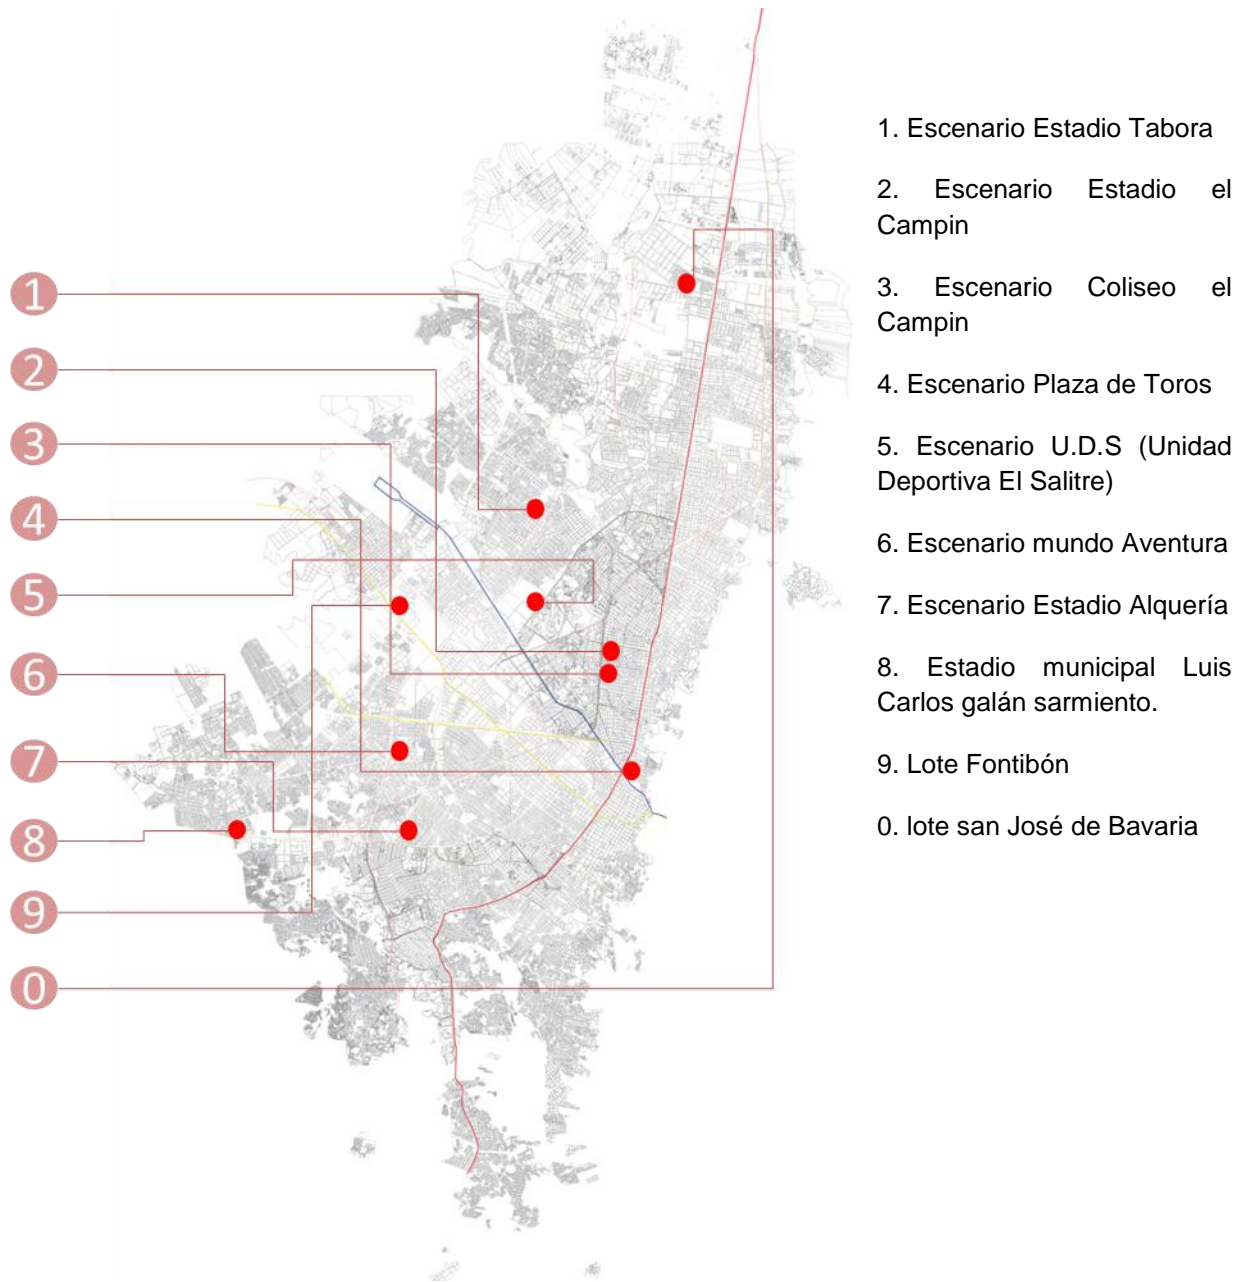 1
2
3
4
5
6
7
8
9
0
1. Escenario Estadio Tabora
2. Escenario Estadio el
Campin
3. Escenario Coliseo el
Campin
4. Escenario Plaza de Toros
5. Escenario U.D.S (Unidad
Deportiva El Salitre)
6. Escenario mundo Aventura
7. Escenario Estadio Alquería
8. Estadio municipal Luis
Carlos galán sarmiento.
9. Lote Fontibón
0. lote san José de Bavaria